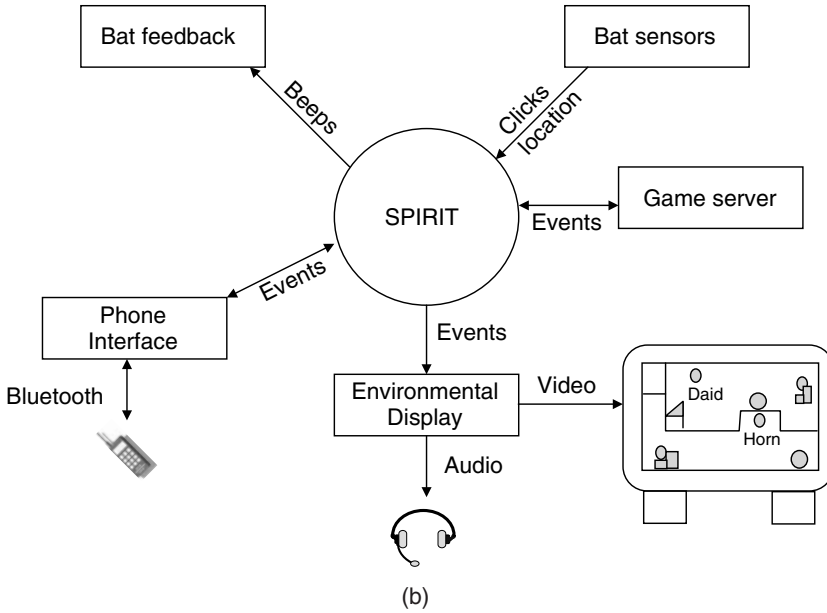 Bat feedback
Bat sensors
Beeps
Clicks
location
SPIRIT
Game server
Events
Events
Phone
Interface
Events
Bluetooth
Environmental
Display
Video
Daid
Horn
Audio
(b)